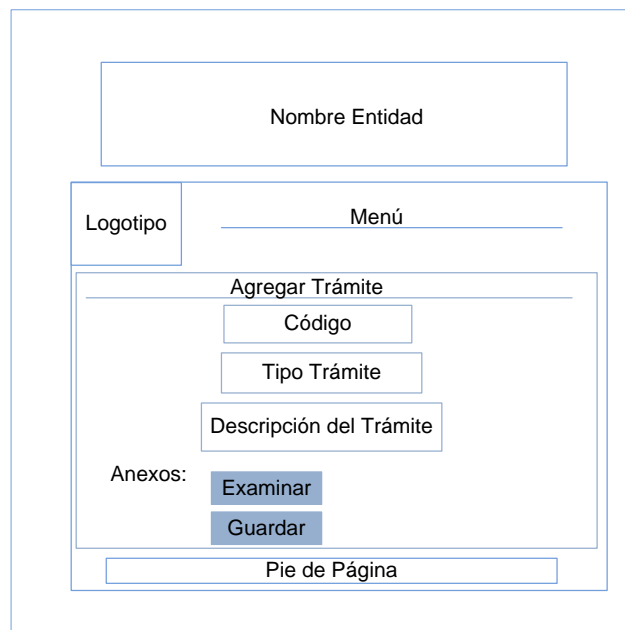 Nombre Entidad
Logotipo
Menú
Agregar Trámite
Código
Tipo Trámite
Descripción del Trámite
Anexos:
Examinar
Guardar
Pie de Página